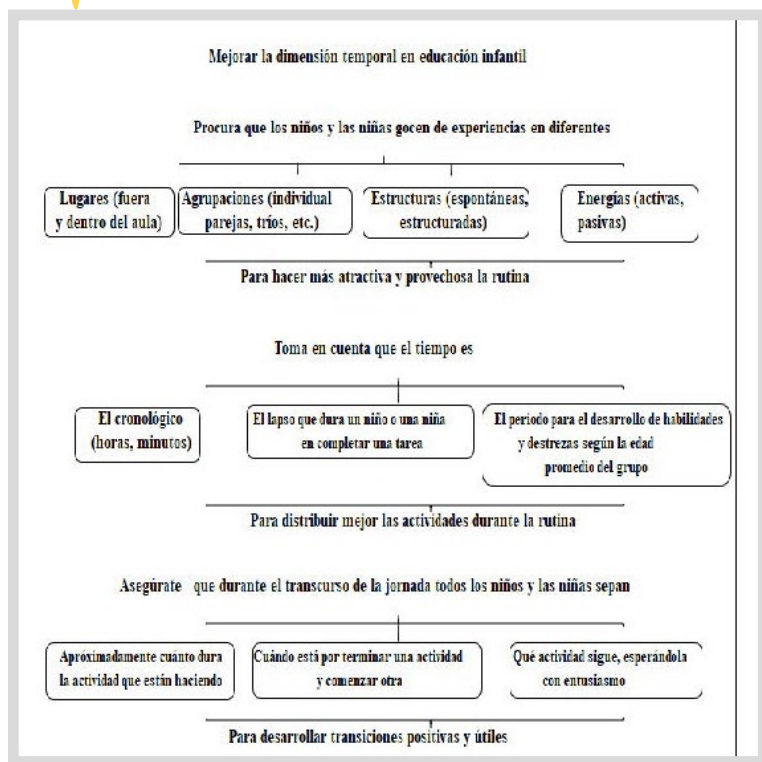 Mejorar la dimensión temporal en educación infantil
Procura que los niños y las niñas gocen de experiencias en diferentes
Lugares (fuera
y dentro del aula)
Agrupaciones (individual
parejas, tríos, etc.)
Estructuras (espontáneas,
estructuradas)
Energías (activas,
pasivas)
Para hacer más atractiva y provechosa la rutina
Toma en cuenta que el tiempo es
El cronológico
(horas, minutos)
El lapso que dura un niño o una niña
en completar una tarea
El período para el desarrollo de habilidades
y destrezas según la edad
promedio del grupo
Para distribuir mejor las actividades durante la rutina
Asegúrate que durante el transcurso de la jornada todos los niños y las niñas sepan
Apróximadamente cuánto dura
la actividad que están haciendo
Cuándo está por terminar una actividad
y comenzar otra
Qué actividad sigue, esperándola
con entusiasmo
Para desarrollar transiciones positivas y útiles